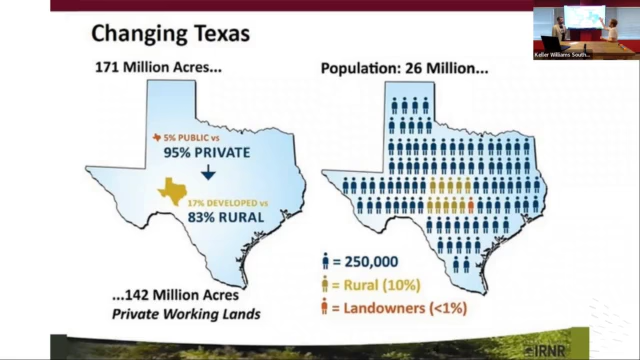 Changing Texas
171 Million Acres...
5% PUBLIC vs
95% PRIVATE
17% DEVELOPED vs
83% RURAL
...142 Million Acres
Private Working Lands
Population: 26 Million...
= 250,000
= Rural (10%)
= Landowners (<1%)
IRNR
Keller Williams South...